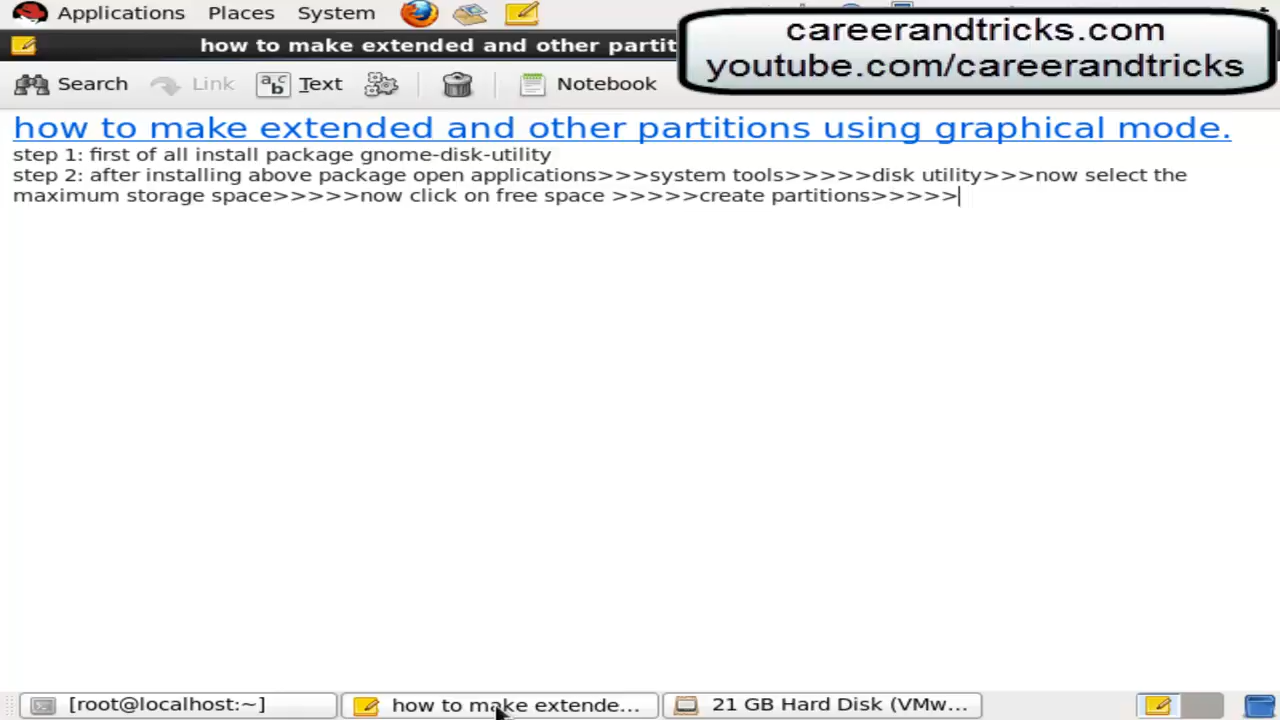 Applications Places System
careerandtricks.com
youtube.com/careerandtricks
how to make extended and other partit
Search Link Text Notebook
how to make extended and other partitions using graphical mode.
step 1: first of all install package gnome-disk-utility
step 2: after installing above package open applications>>>system tools>>>>>disk utility>>>now select the
maximum storage space>>>>>now click on free space >>>>>create partitions>>>>>
[root@localhost:~] how to make extende... 21 GB Hard Disk (VMw...